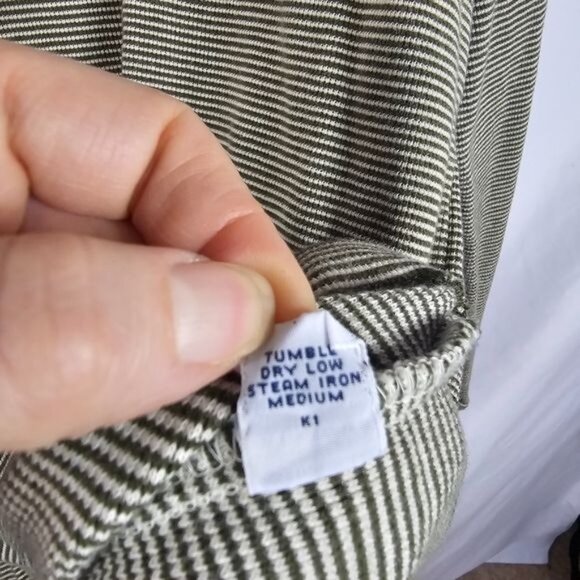 TUMBLE
DRY LOW
STEAM IRON
MEDIUM
K1